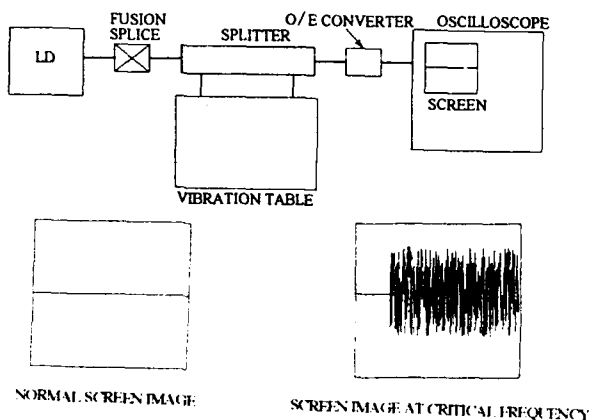 FUSION
SPLICE
LD
SPLITTER
O/E CONVERTER
OSCILLOSCOPE
SCREEN
VIBRATION TABLE
NORMAL SCREEN IMAGE
SCREEN IMAGE AT CRITICAL FREQUENCY